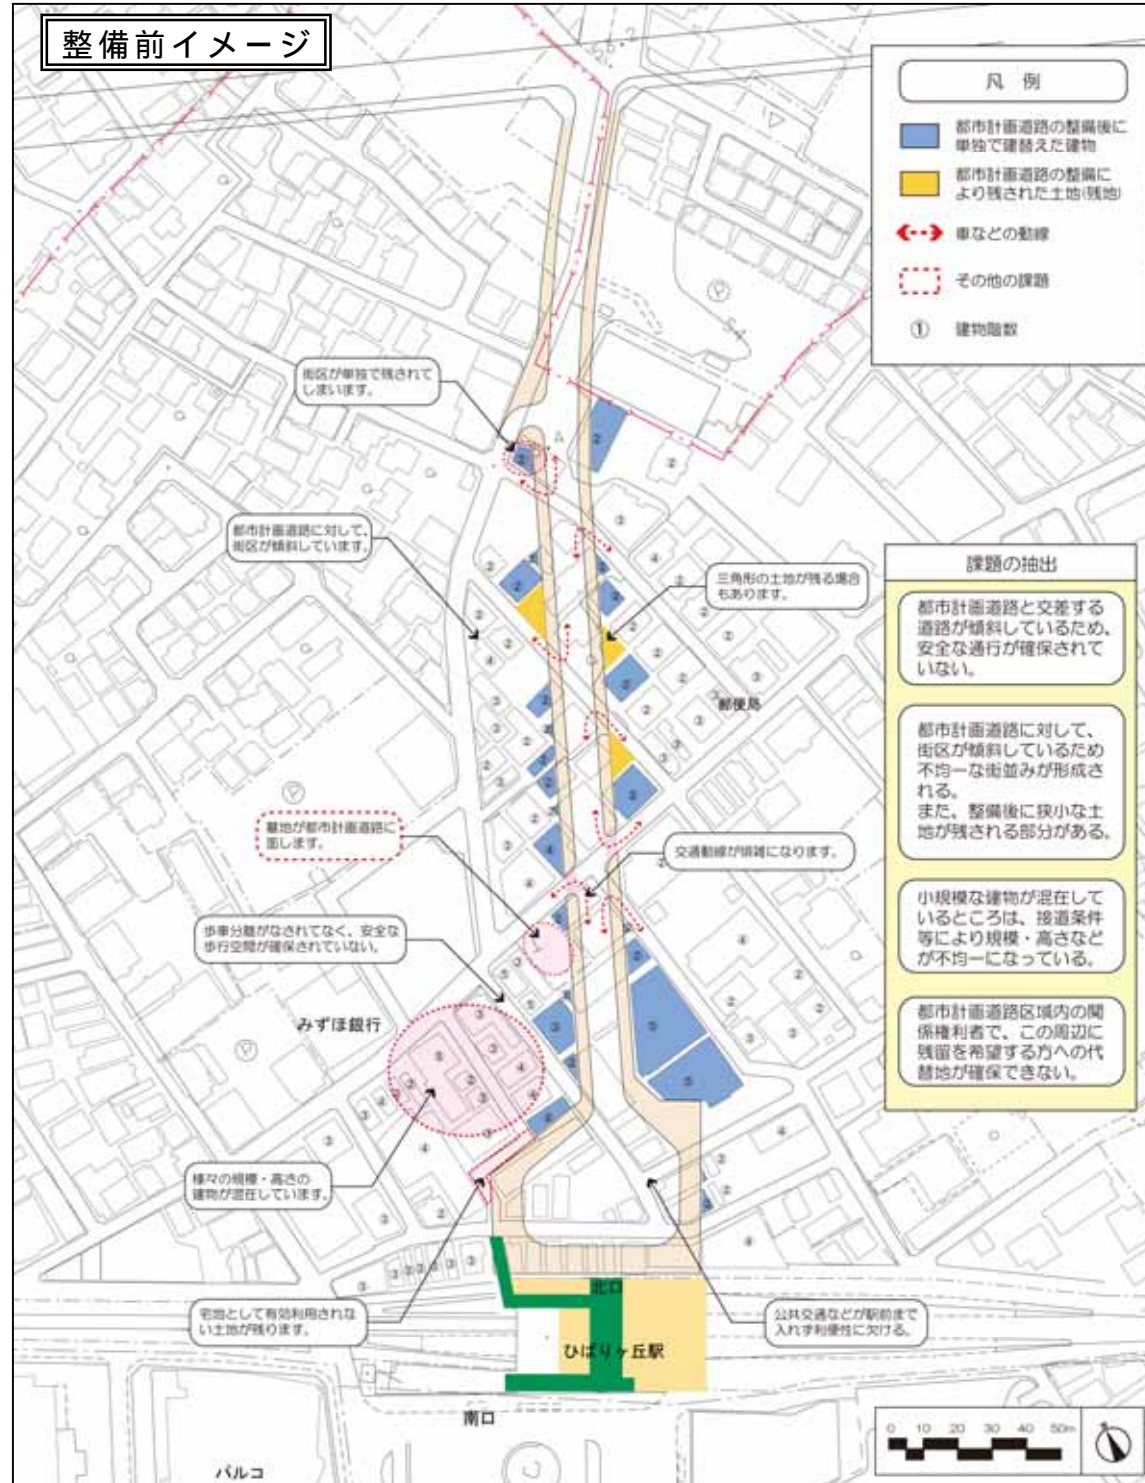 整備前イメージ
凡 例
都市計画道路の整備後に
単独で建替えた建物
都市計画道路の整備に
より残された土地(残地)
車などの動線
その他の課題
① 建物階数
街区が単独で残されて
しまいます。
都市計画道路に対して、
街区が傾斜しています。
三角形の土地が残る場合
もあります。
郵便局
墓地が都市計画道路に
面します。
交通動線が煩雑になります。
歩車分離がなされてなく、安全な
歩行空間が確保されていない。
みずほ銀行
様々の規模・高さの
建物が混在しています。
宅地として有効利用されな
い土地が残ります。
公共交通などが駅前まで
入れず利便性に欠ける。
北口
ひばりヶ丘駅
南口
パルコ
課題の抽出
都市計画道路と交差する
道路が傾斜しているため、
安全な通行が確保されて
いない。
都市計画道路に対して、
街区が傾斜しているため
不均一な街並みが形成さ
れる。
また、整備後に狭小な土
地が残される部分がある。
小規模な建物が混在して
いるところは、接道条件
等により規模・高さなど
が不均一になっている。
都市計画道路区域内の関
係権利者で、この周辺に
残留を希望する方への代
替地が確保できない。
0 10 20 30 40 50m